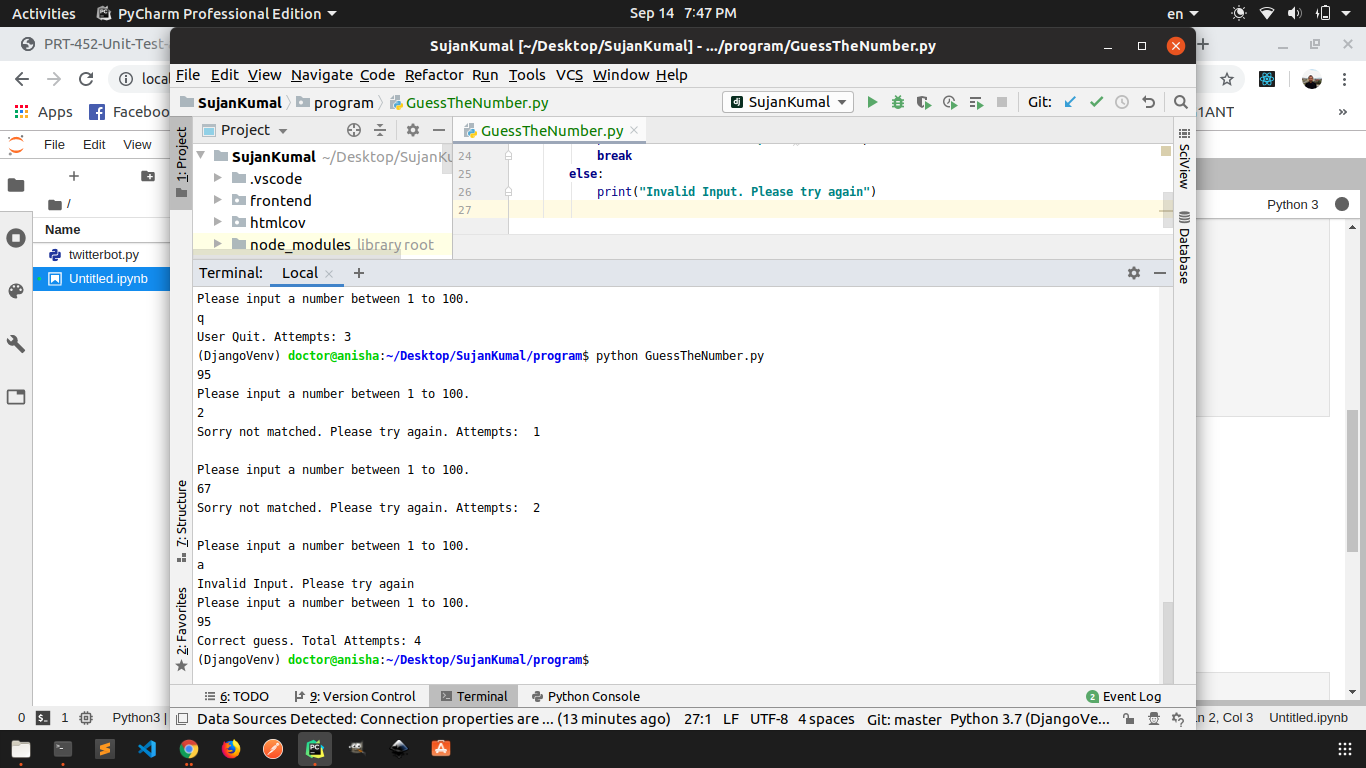 Activities PyCharm Professional Edition Sep 14 7:47 PM en
PRT-452-Unit-Test-
SujanKumal [~/Desktop/SujanKumal] - .../program/GuessTheNumber.py
File Edit View Navigate Code Refactor Run Tools VCS Window Help
Apps Faceboo
SujanKumal program GuessTheNumber.py SujanKumal Git:
1: Project
Project GuessTheNumber.py
File Edit View
SujanKumal ~/Desktop/SujanKu
.vscode
frontend
htmlcov
node_modules library root
24 break
25 else:
26 print("Invalid Input. Please try again")
27
SciView
Database
Python 3
/
Name
twitterbot.py
Untitled.ipynb
Terminal: Local
Please input a number between 1 to 100.
q
User Quit. Attempts: 3
(DjangoVenv) doctor@anisha:~/Desktop/SujanKumal/program$ python GuessTheNumber.py
95
Please input a number between 1 to 100.
2
Sorry not matched. Please try again. Attempts:  1
Please input a number between 1 to 100.
67
Sorry not matched. Please try again. Attempts:  2
Please input a number between 1 to 100.
a
Invalid Input. Please try again
Please input a number between 1 to 100.
95
Correct guess. Total Attempts: 4
(DjangoVenv) doctor@anisha:~/Desktop/SujanKumal/program$
7: Structure
2: Favorites
6: TODO 9: Version Control Terminal Python Console 2 Event Log
0 1 Python3 |
Data Sources Detected: Connection properties are ... (13 minutes ago) 27:1 LF UTF-8 4 spaces Git: master Python 3.7 (DjangoVe...
n 2, Col 3 Untitled.ipynb